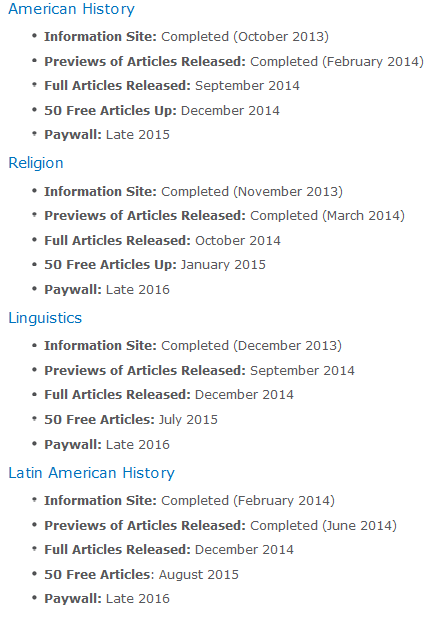 American History
• Information Site: Completed (October 2013)
• Previews of Articles Released: Completed (February 2014)
• Full Articles Released: September 2014
• 50 Free Articles Up: December 2014
• Paywall: Late 2015
Religion
• Information Site: Completed (November 2013)
• Previews of Articles Released: Completed (March 2014)
• Full Articles Released: October 2014
• 50 Free Articles Up: January 2015
• Paywall: Late 2016
Linguistics
• Information Site: Completed (December 2013)
• Previews of Articles Released: September 2014
• Full Articles Released: December 2014
• 50 Free Articles: July 2015
• Paywall: Late 2016
Latin American History
• Information Site: Completed (February 2014)
• Previews of Articles Released: Completed (June 2014)
• Full Articles Released: December 2014
• 50 Free Articles: August 2015
• Paywall: Late 2016